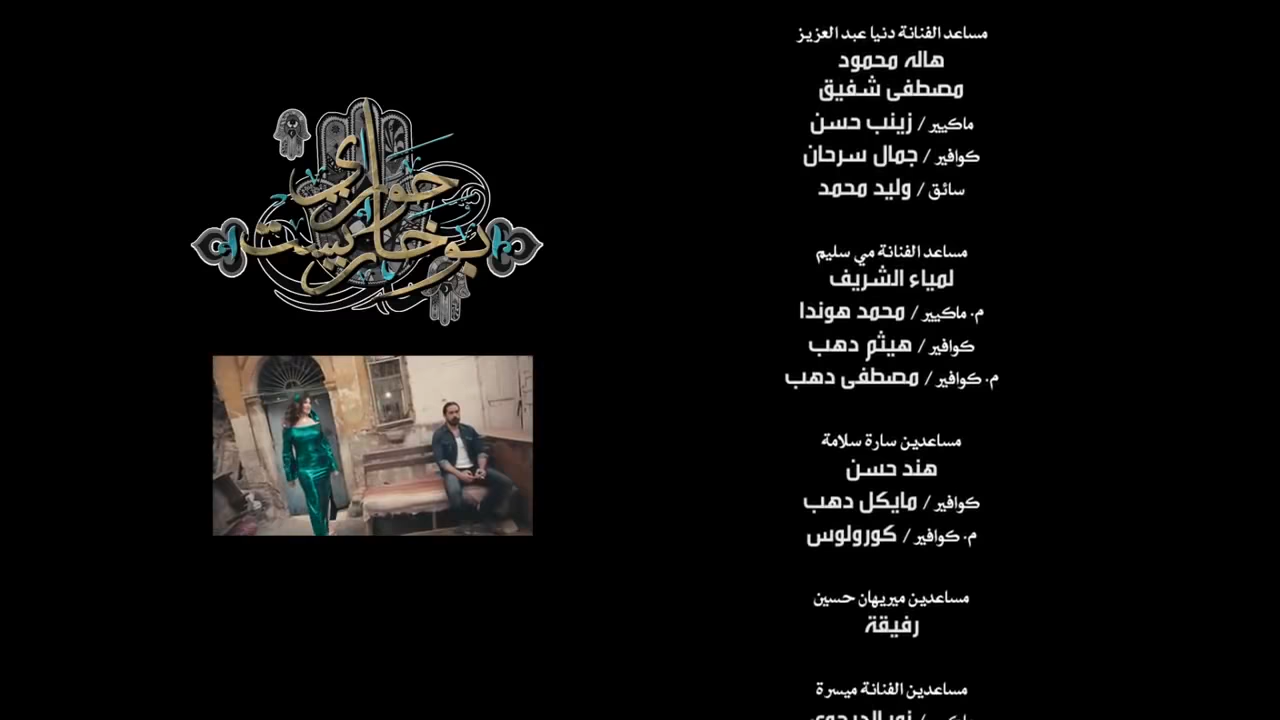 حواري
بوخاريست
مساعد الفنانة دنيا عبد العزيز
هاله محمود
مصطفى شفيق
ماكيير / زينب حسن
كوافير / جمال سرحان
سائق / وليد محمد
مساعد الفنانة مي سليم
لمياء الشريف
م. ماكيير / محمد هوندا
كوافير / هيثم دهب
م. كوافير / مصطفى دهب
مساعدين سارة سلامة
هند حسن
كوافير / مايكل دهب
م. كوافير / كورولوس
مساعدين ميريهان حسين
رفيقة
مساعدين الفنانة ميسرة